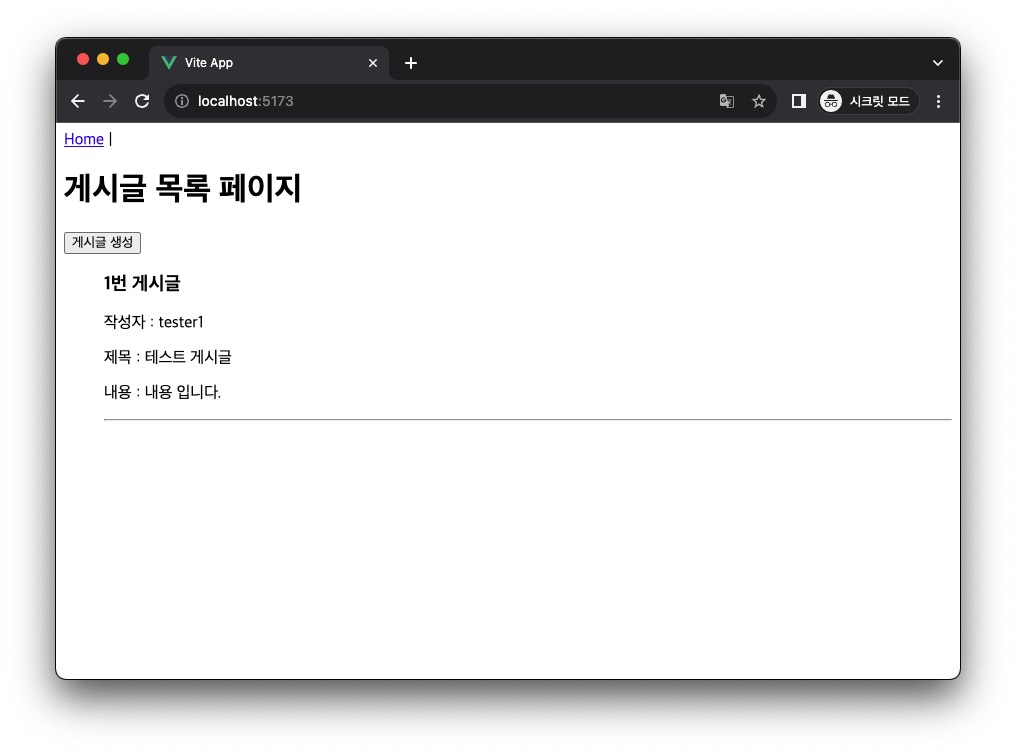 Vite App
localhost:5173
시크릿 모드
Home |
게시글 목록 페이지
게시글 생성
1번 게시글
작성자 : tester1
제목 : 테스트 게시글
내용 : 내용 입니다.